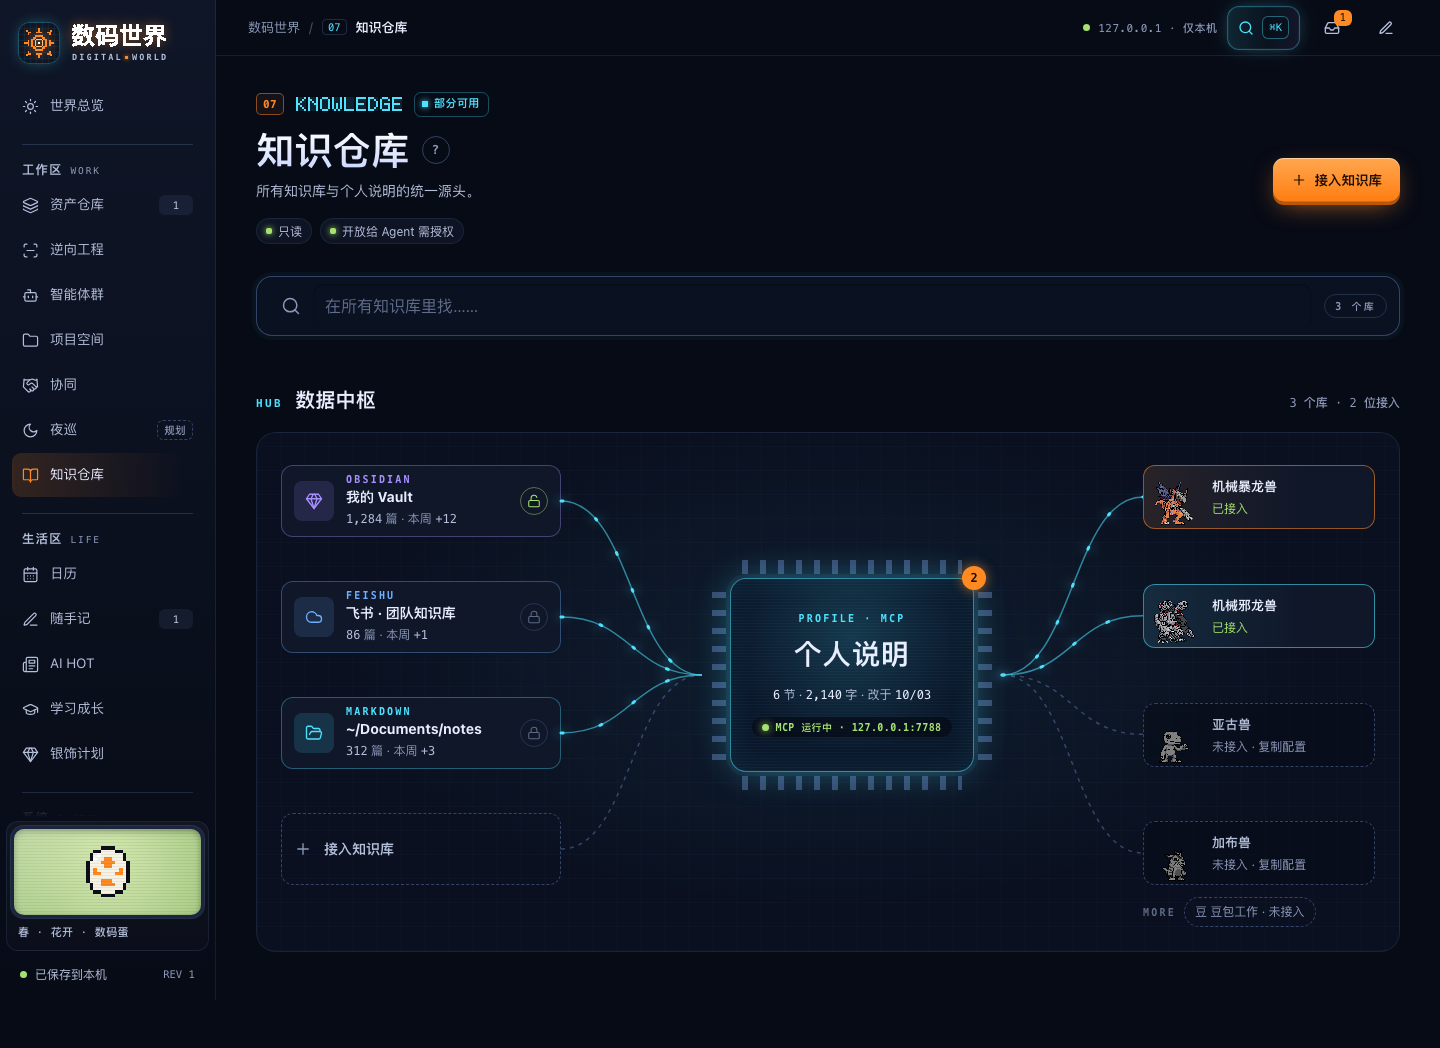 数码世界
DIGITAL WORLD
世界总览
工作区 WORK
资产仓库 1
逆向工程
智能体群
项目空间
协同
夜巡 规划
知识仓库
生活区 LIFE
日历
随手记 1
AI HOT
学习成长
银饰计划
春 · 花开 · 数码蛋
已保存到本机 REV 1
数码世界 / 07 知识仓库
127.0.0.1 · 仅本机
⌘K
1
07 KNOWLEDGE 部分可用
知识仓库 ?
所有知识库与个人说明的统一源头。
只读
开放给 Agent 需授权
+ 接入知识库
在所有知识库里找……
3 个库
HUB 数据中枢
3 个库 · 2 位接入
OBSIDIAN
我的 Vault
1,284 篇 · 本周 +12
FEISHU
飞书 · 团队知识库
86 篇 · 本周 +1
MARKDOWN
~/Documents/notes
312 篇 · 本周 +3
+ 接入知识库
2
PROFILE · MCP
个人说明
6 节 · 2,140 字 · 改于 10/03
MCP 运行中 · 127.0.0.1:7788
机械暴龙兽
已接入
机械邪龙兽
已接入
亚古兽
未接入 · 复制配置
加布兽
未接入 · 复制配置
MORE 豆 豆包工作 · 未接入